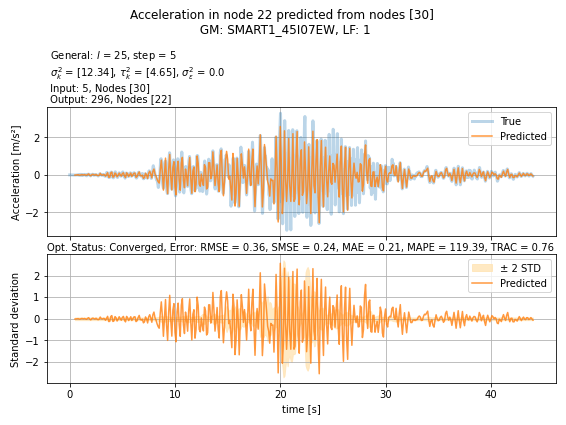 Acceleration in node 22 predicted from nodes [30]
GM: SMART1_45I07EW, LF: 1
General: l = 25, step = 5
σ²ₖ = [12.34], τ²ₖ = [4.65], σ²ε = 0.0
Input: 5, Nodes [30]
Output: 296, Nodes [22]
Acceleration [m/s²]
2
0
−2
True
Predicted
Opt. Status: Converged, Error: RMSE = 0.36, SMSE = 0.24, MAE = 0.21, MAPE = 119.39, TRAC = 0.76
Standard deviation
2
1
0
−1
−2
± 2 STD
Predicted
0 10 20 30 40
time [s]